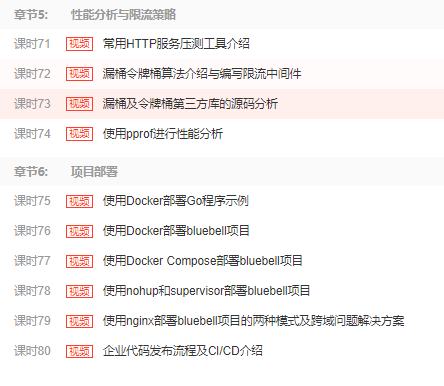 章节5: 性能分析与限流策略
课时71 视频 常用HTTP服务压测工具介绍
课时72 视频 漏桶令牌桶算法介绍与编写限流中间件
课时73 视频 漏桶及令牌桶第三方库的源码分析
课时74 视频 使用pprof进行性能分析
章节6: 项目部署
课时75 视频 使用Docker部署Go程序示例
课时76 视频 使用Docker部署bluebell项目
课时77 视频 使用Docker Compose部署bluebell项目
课时78 视频 使用nohup和supervisor部署bluebell项目
课时79 视频 使用nginx部署bluebell项目的两种模式及跨域问题解决方案
课时80 视频 企业代码发布流程及CI/CD介绍